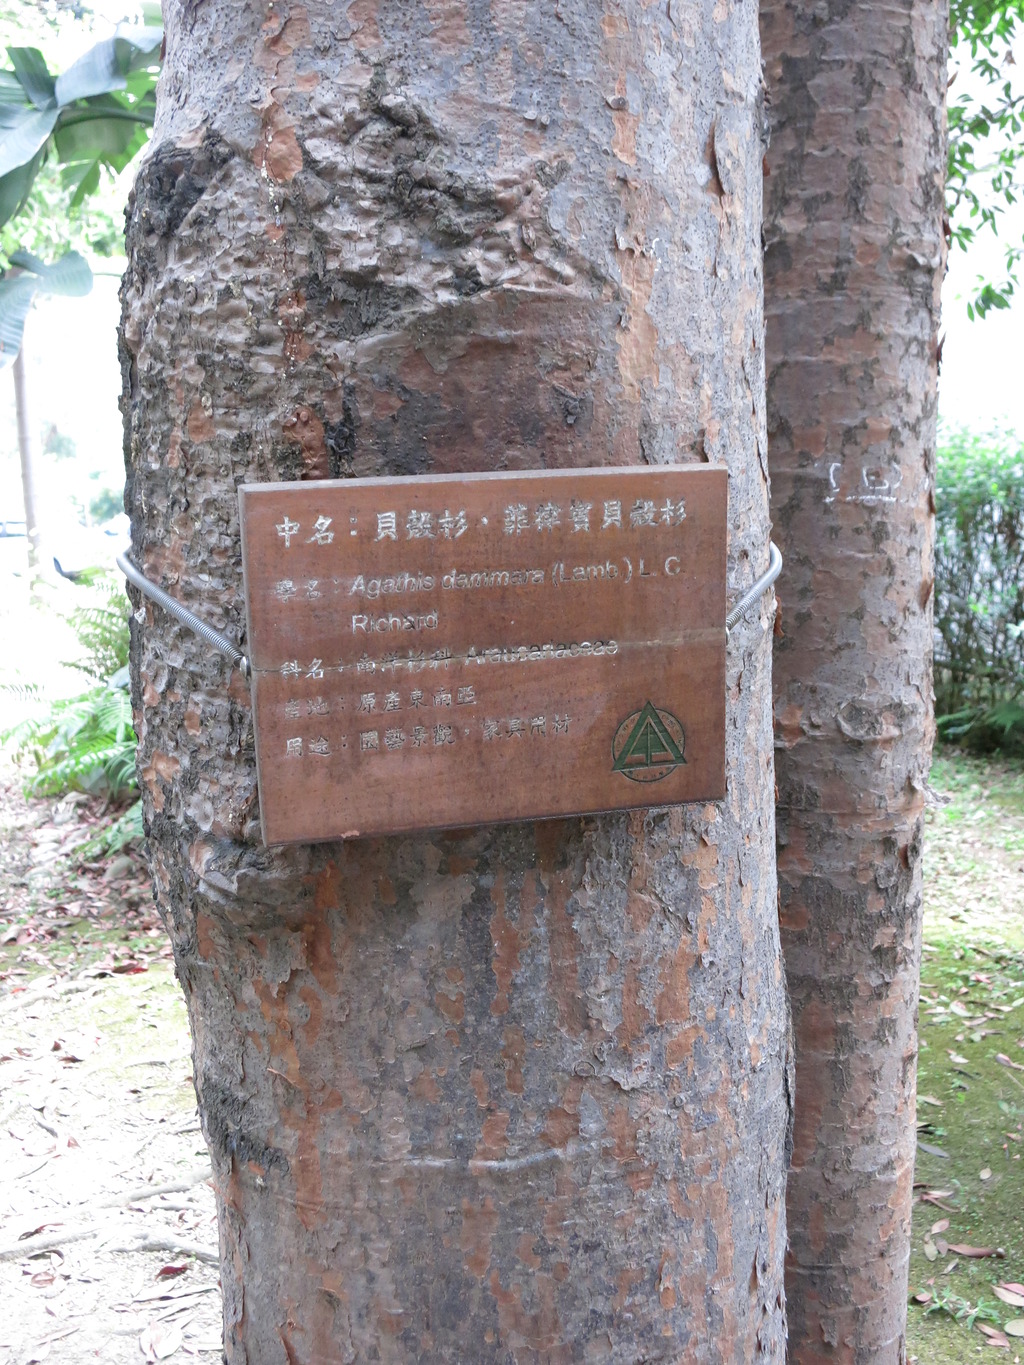 中名：貝殼杉、菲律賓貝殼杉
學名：Agathis dammara (Lamb.) L. C.
Richard
科名：南洋杉科 Araucariaceae
產地：原產東南亞
用途：園藝景觀，家具用材